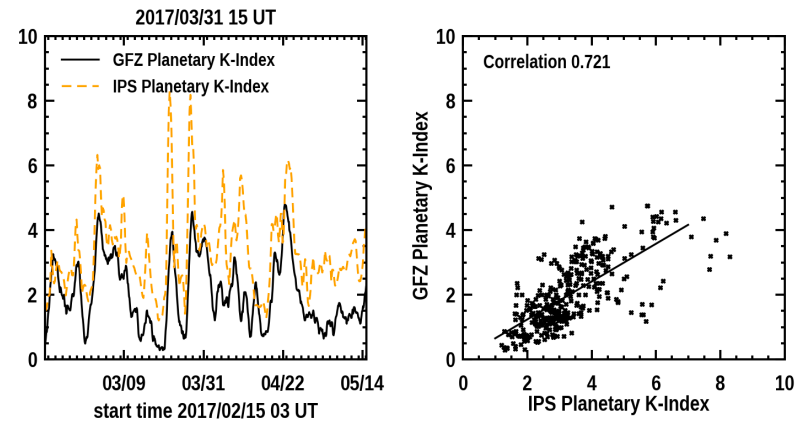 2017/03/31 15 UT
10
8
6
4
2
0
GFZ Planetary K-Index
IPS Planetary K-Index
03/09 03/31 04/22 05/14
start time 2017/02/15 03 UT
GFZ Planetary K-Index
10
8
6
4
2
0
Correlation 0.721
0 2 4 6 8 10
IPS Planetary K-Index